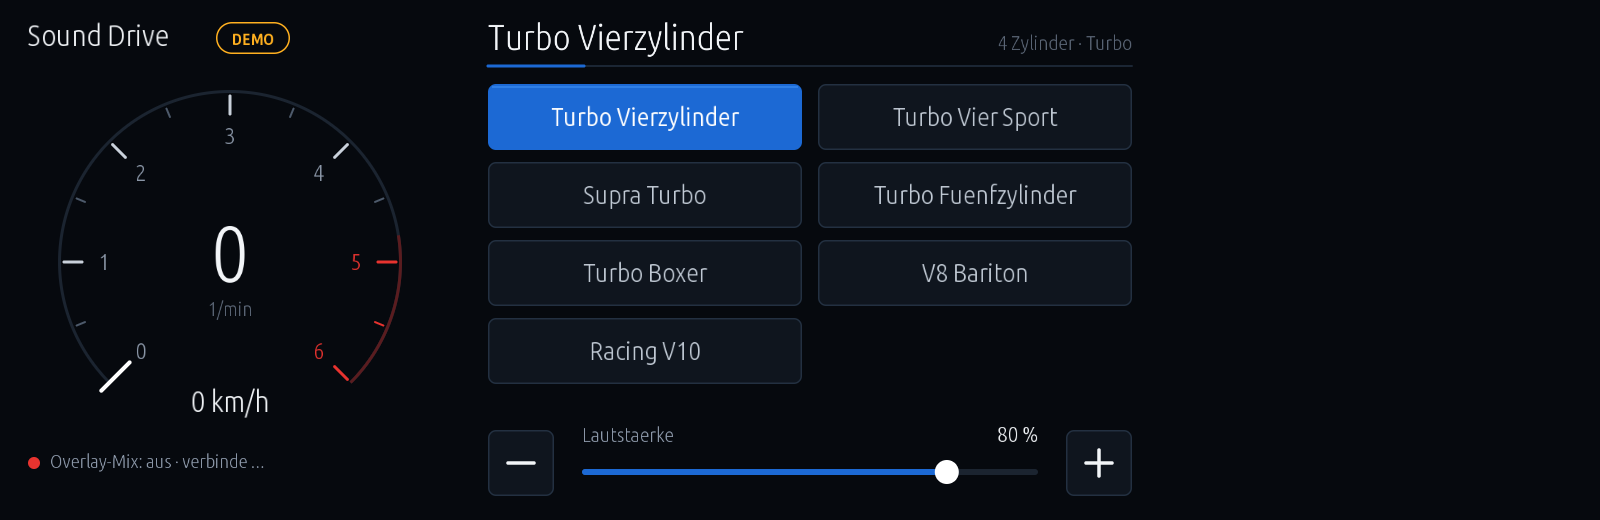 Sound Drive
DEMO
3
2
4
1
5
0
1/min
0
6
0 km/h
Overlay-Mix: aus · verbinde ...
Turbo Vierzylinder
4 Zylinder · Turbo
Turbo Vierzylinder
Turbo Vier Sport
Supra Turbo
Turbo Fuenfzylinder
Turbo Boxer
V8 Bariton
Racing V10
Lautstaerke
80 %